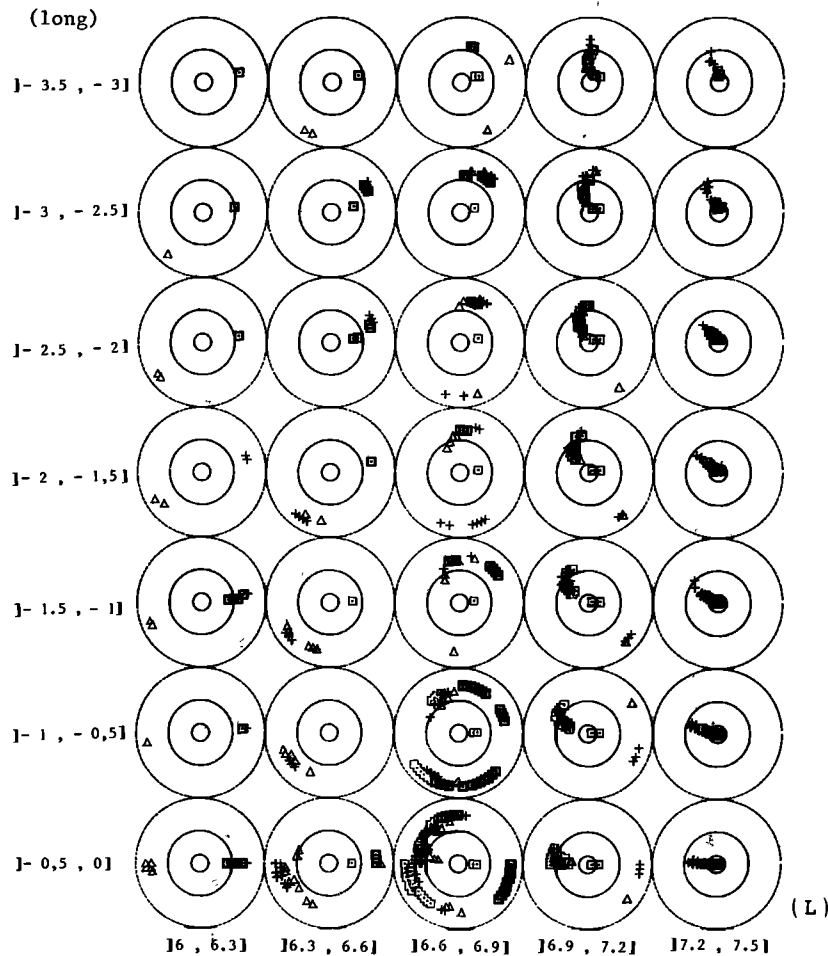 (long)
]- 3.5 , - 3]
]- 3 , - 2.5]
]- 2.5 , - 2]
]- 2 , - 1,5]
]- 1.5 , - 1]
]- 1 , - 0,5]
]- 0,5 , 0]
(L)
]6 , 6.3] ]6.3 , 6.6] ]6.6 , 6.9] ]6.9 , 7.2] ]7.2 , 7.5]